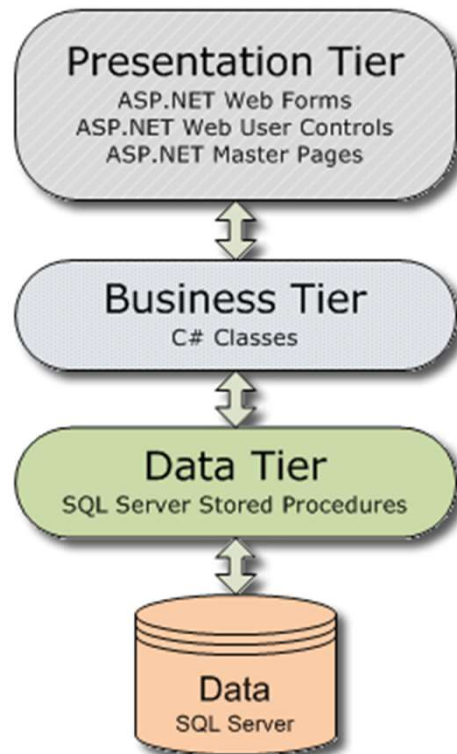 Presentation Tier
ASP.NET Web Forms
ASP.NET Web User Controls
ASP.NET Master Pages
Business Tier
C# Classes
Data Tier
SQL Server Stored Procedures
Data
SQL Server